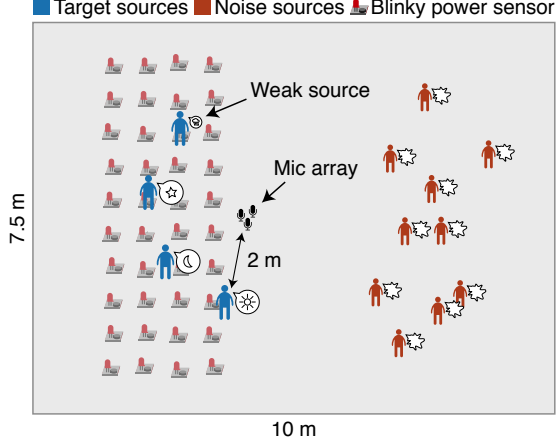 Target sources Noise sources Blinky power sensor
Weak source
Mic array
2 m
7.5 m
10 m